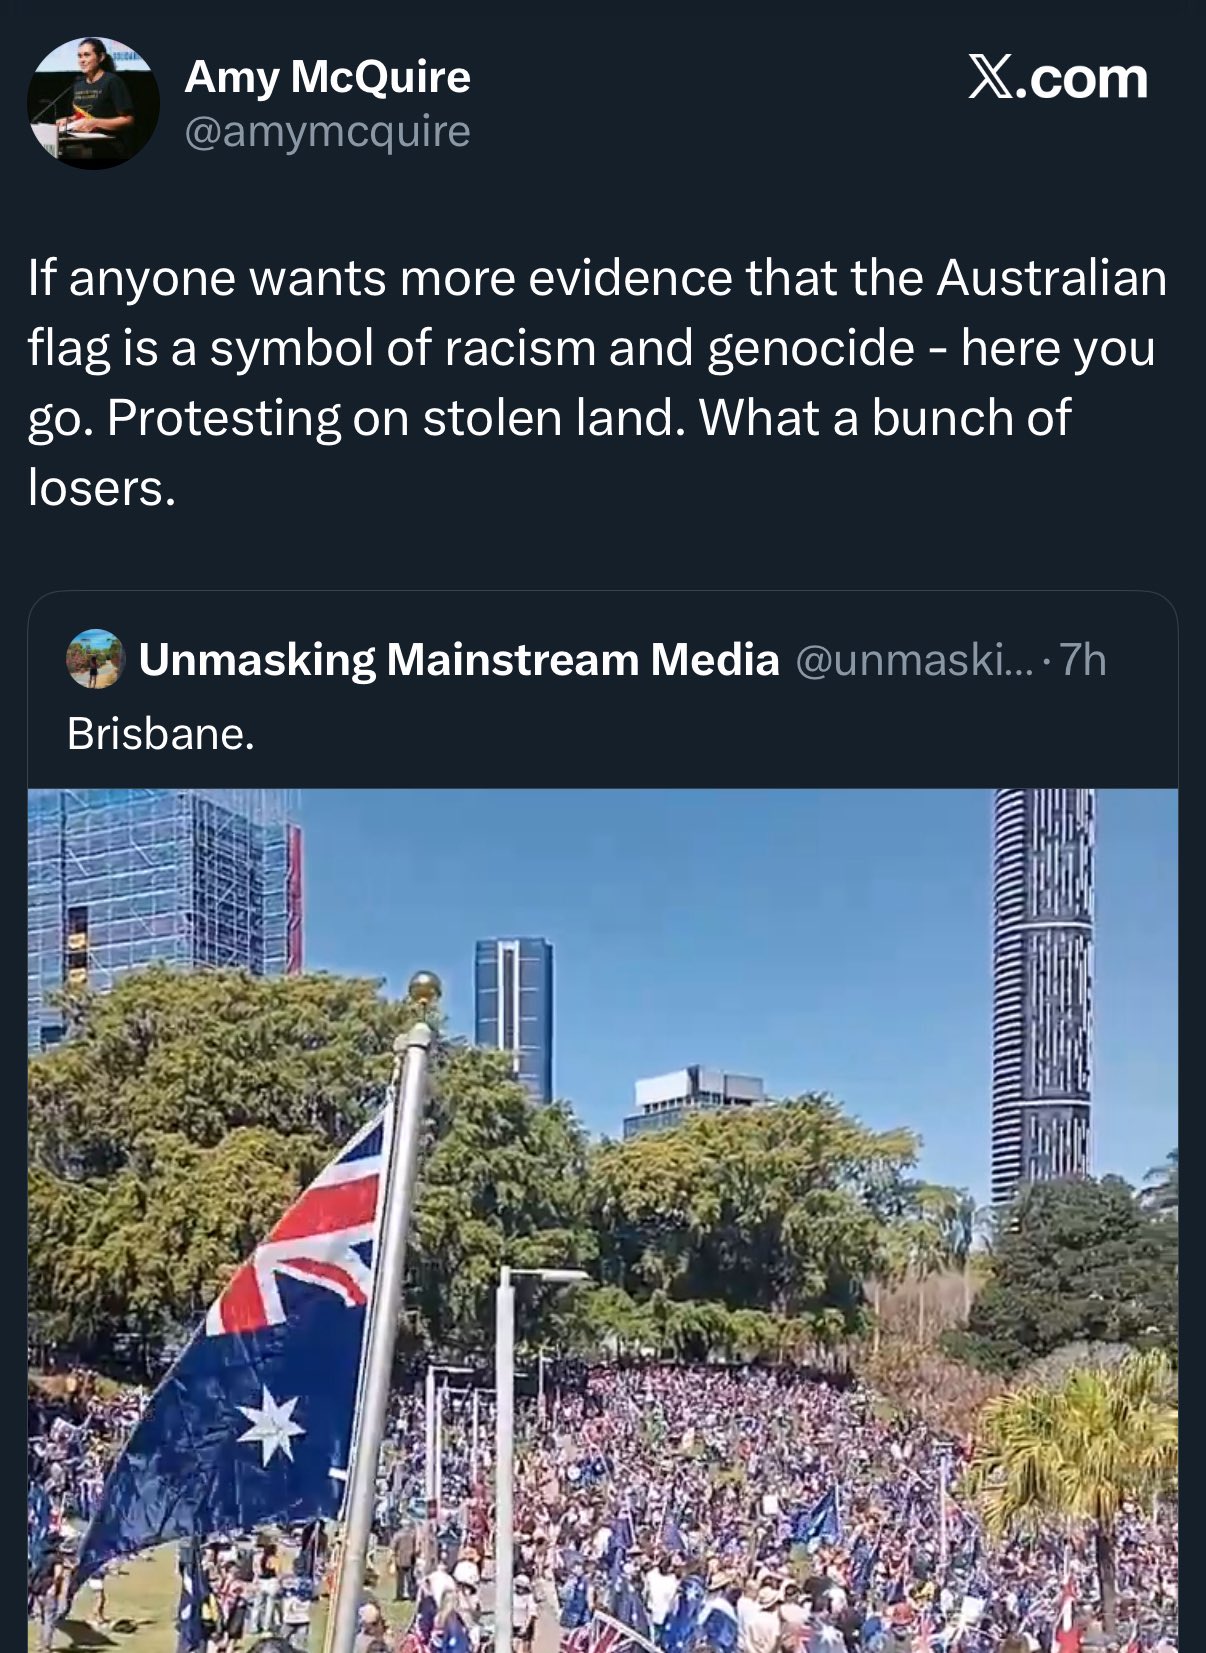 Amy McQuire
X.com
@amymcquire
If anyone wants more evidence that the Australian
flag is a symbol of racism and genocide - here you
go. Protesting on stolen land. What a bunch of
losers.
Unmasking Mainstream Media @unmaski... · 7h
Brisbane.